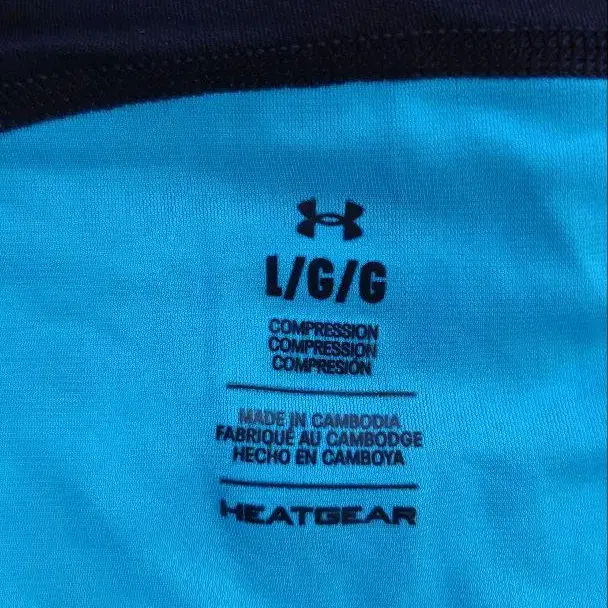 L/G/G
COMPRESSION
COMPRESSION
COMPRESIÓN
MADE IN CAMBODIA
FABRIQUÉ AU CAMBODGE
HECHO EN CAMBOYA
HEATGEAR